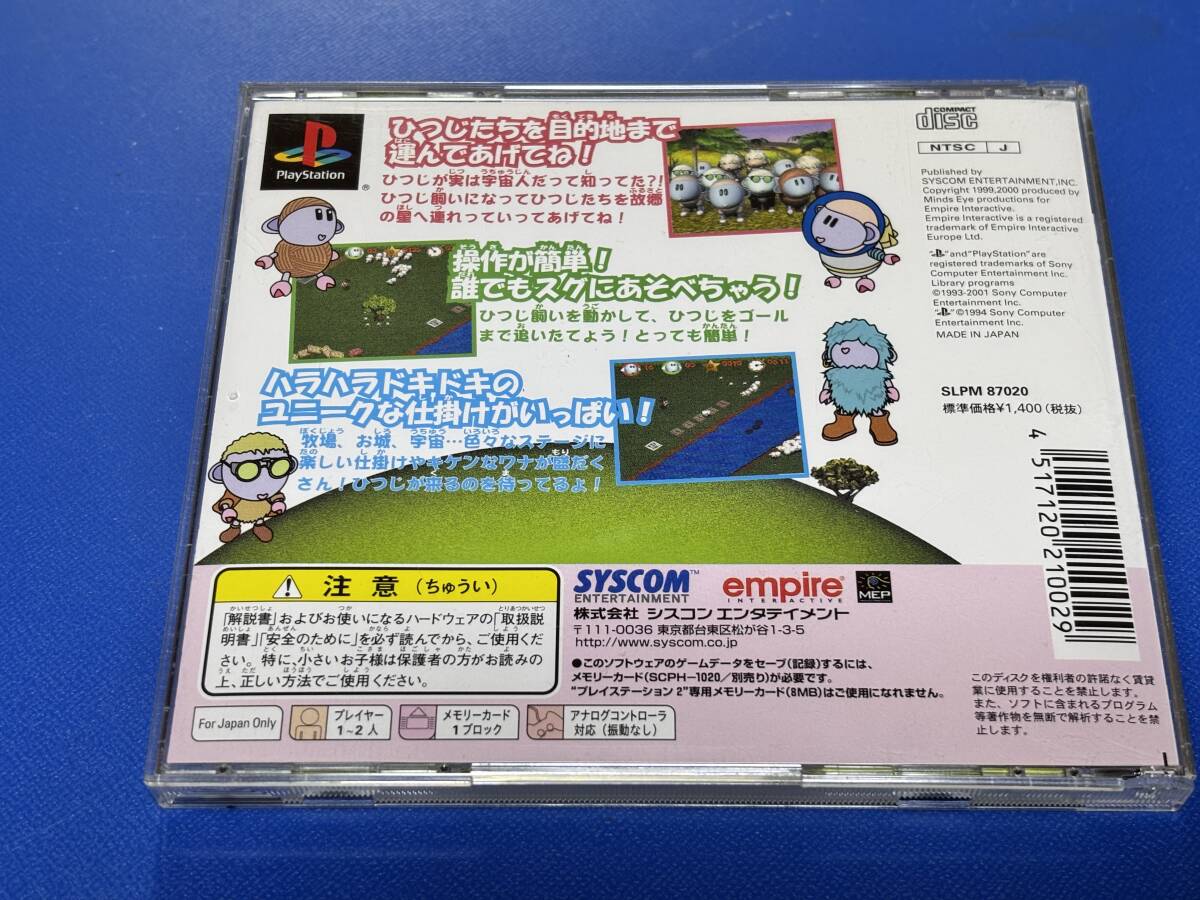 PlayStation
®
ひつじたちを目的地まで
運んであげてね！
ひつじが実は宇宙人だって知ってた?!
ひつじ飼いになってひつじたちを故郷
の星へ連れっていってあげてね！
操作が簡単！
誰でもスグにあそべちゃう！
ひつじ飼いを動かして、ひつじをゴール
まで追いたてよう！とっても簡単！
ハラハラドキドキの
ユニークな仕掛けがいっぱい！
牧場、お城、宇宙…色々なステージに
楽しい仕掛けやキケンなワナが盛だく
さん！ひつじが来るのを待ってるよ！
COMPACT
disc
NTSC J
Published by
SYSCOM ENTERTAINMENT,INC.
Copyright 1999,2000 produced by
Minds Eye productions for
Empire Interactive.
Empire Interactive is a registered
trademark of Empire Interactive
Europe Ltd.
" "and"PlayStation"are
registered trademarks of Sony
Computer Entertainment Inc.
Library programs
©1993-2001 Sony Computer
Entertainment Inc.
" "©1994 Sony Computer
Entertainment Inc.
MADE IN JAPAN
SLPM 87020
標準価格¥1,400(税抜)
4 517120 210029
注意（ちゅうい）
「解説書」およびお使いになるハードウェアの「取扱説
明書」「安全のために」を必ず読んでから、ご使用くだ
さい。特に、小さいお子様は保護者の方がお読みの
上、正しい方法でご使用ください。
SYSCOM™
ENTERTAINMENT
empire®
INTERACTIVE
MEP
株式会社 シスコン エンタテイメント
〒111-0036 東京都台東区松が谷1-3-5
http://www.syscom.co.jp
●このソフトウェアのゲームデータをセーブ(記録)するには、
メモリーカード(SCPH-1020/別売り)が必要です。
"プレイステーション 2"専用メモリーカード(8MB)はご使用になれません。
このディスクを権利者の許諾なく賃貸
業に使用することを禁止します。
また、ソフトに含まれるプログラム
等著作物を無断で解析することを禁
止します。
For Japan Only
プレイヤー
1～2人
メモリーカード
1ブロック
アナログコントローラ
対応(振動なし)